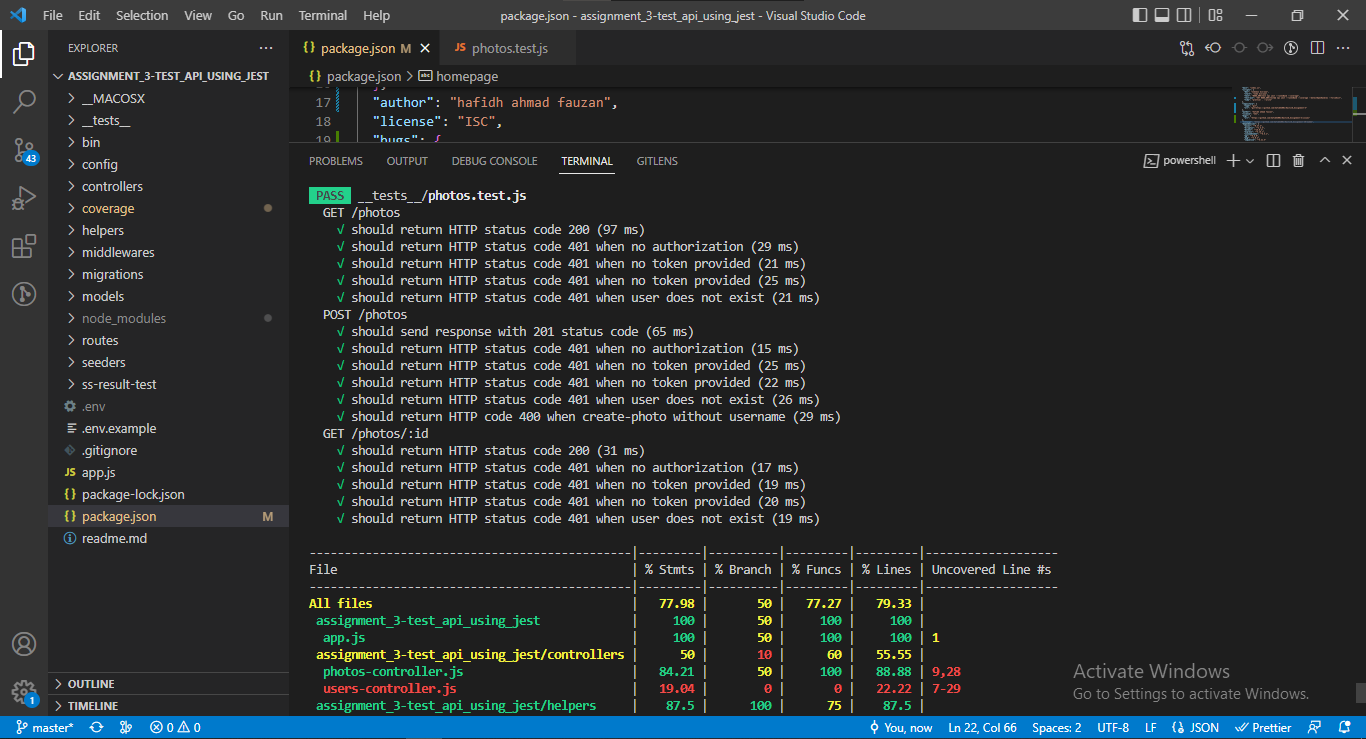 File Edit Selection View Go Run Terminal Help package.json - assignment_3-test_api_using_jest - Visual Studio Code
EXPLORER
ASSIGNMENT_3-TEST_API_USING_JEST
__MACOSX
__tests__
bin
config
controllers
coverage
helpers
middlewares
migrations
models
node_modules
routes
seeders
ss-result-test
.env
.env.example
.gitignore
JS app.js
{} package-lock.json
{} package.json M
readme.md
OUTLINE
TIMELINE
43
1
{} package.json M JS photos.test.js
{} package.json > homepage
17 "author": "hafidh ahmad fauzan",
18 "license": "ISC",
19 "bugs": {
PROBLEMS OUTPUT DEBUG CONSOLE TERMINAL GITLENS powershell
PASS __tests__/photos.test.js
GET /photos
√ should return HTTP status code 200 (97 ms)
√ should return HTTP status code 401 when no authorization (29 ms)
√ should return HTTP status code 401 when no token provided (21 ms)
√ should return HTTP status code 401 when no token provided (25 ms)
√ should return HTTP status code 401 when user does not exist (21 ms)
POST /photos
√ should send response with 201 status code (65 ms)
√ should return HTTP status code 401 when no authorization (15 ms)
√ should return HTTP status code 401 when no token provided (25 ms)
√ should return HTTP status code 401 when no token provided (22 ms)
√ should return HTTP status code 401 when user does not exist (26 ms)
√ should return HTTP code 400 when create-photo without username (29 ms)
GET /photos/:id
√ should return HTTP status code 200 (31 ms)
√ should return HTTP status code 401 when no authorization (17 ms)
√ should return HTTP status code 401 when no token provided (19 ms)
√ should return HTTP status code 401 when no token provided (20 ms)
√ should return HTTP status code 401 when user does not exist (19 ms)
----------------------------------------------|---------|----------|---------|---------|-------------------
File | % Stmts | % Branch | % Funcs | % Lines | Uncovered Line #s
----------------------------------------------|---------|----------|---------|---------|-------------------
All files | 77.98 | 50 | 77.27 | 79.33 |
assignment_3-test_api_using_jest | 100 | 50 | 100 | 100 |
app.js | 100 | 50 | 100 | 100 | 1
assignment_3-test_api_using_jest/controllers | 50 | 10 | 60 | 55.55 |
photos-controller.js | 84.21 | 50 | 100 | 88.88 | 9,28
users-controller.js | 19.04 | 0 | 0 | 22.22 | 7-29
assignment_3-test_api_using_jest/helpers | 87.5 | 100 | 75 | 87.5 |
Activate Windows
Go to Settings to activate Windows.
master* 0 0 You, now Ln 22, Col 66 Spaces: 2 UTF-8 LF {} JSON Prettier